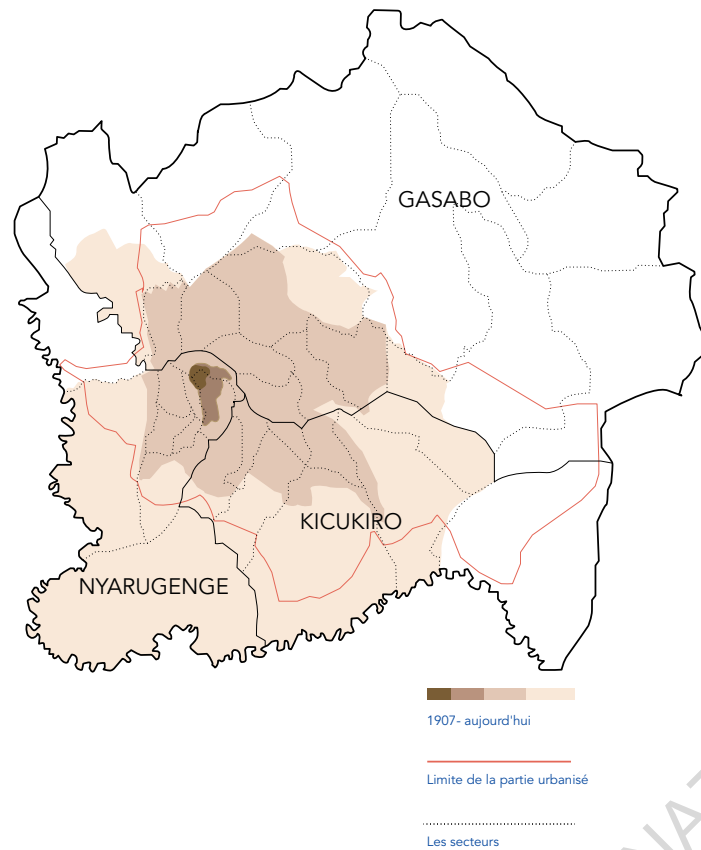 GASABO
KICUKIRO
NYARUGENGE
1907- aujourd'hui
Limite de la partie urbanisé
Les secteurs